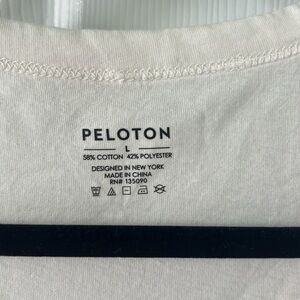 PELOTON
L
58% COTTON 42% POLYESTER
DESIGNED IN NEW YORK
MADE IN CHINA
RN# 135090